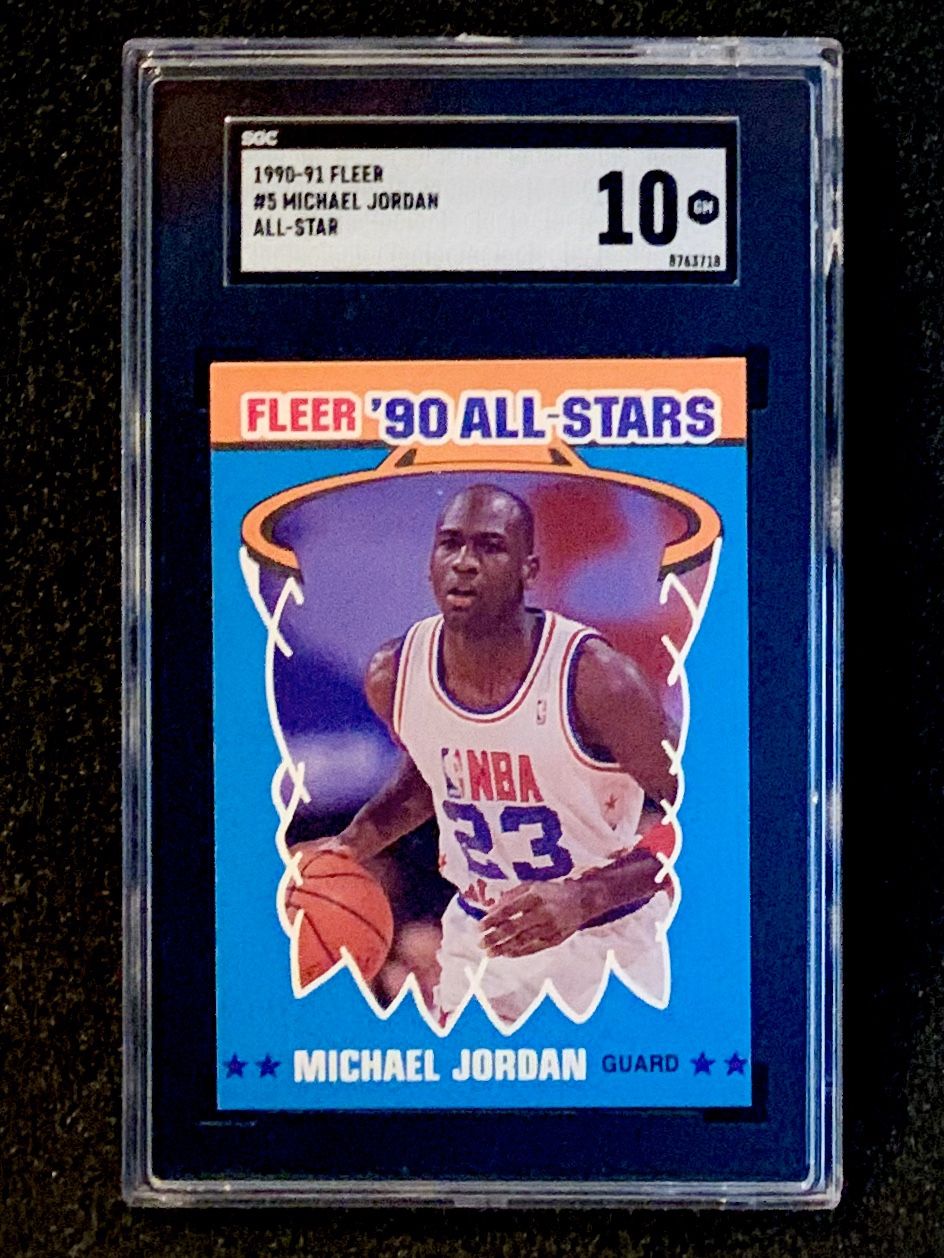 SGC
1990-91 FLEER
#5 MICHAEL JORDAN
ALL-STAR
10 GM
8763718
FLEER '90 ALL-STARS
NBA
23
MICHAEL JORDAN GUARD